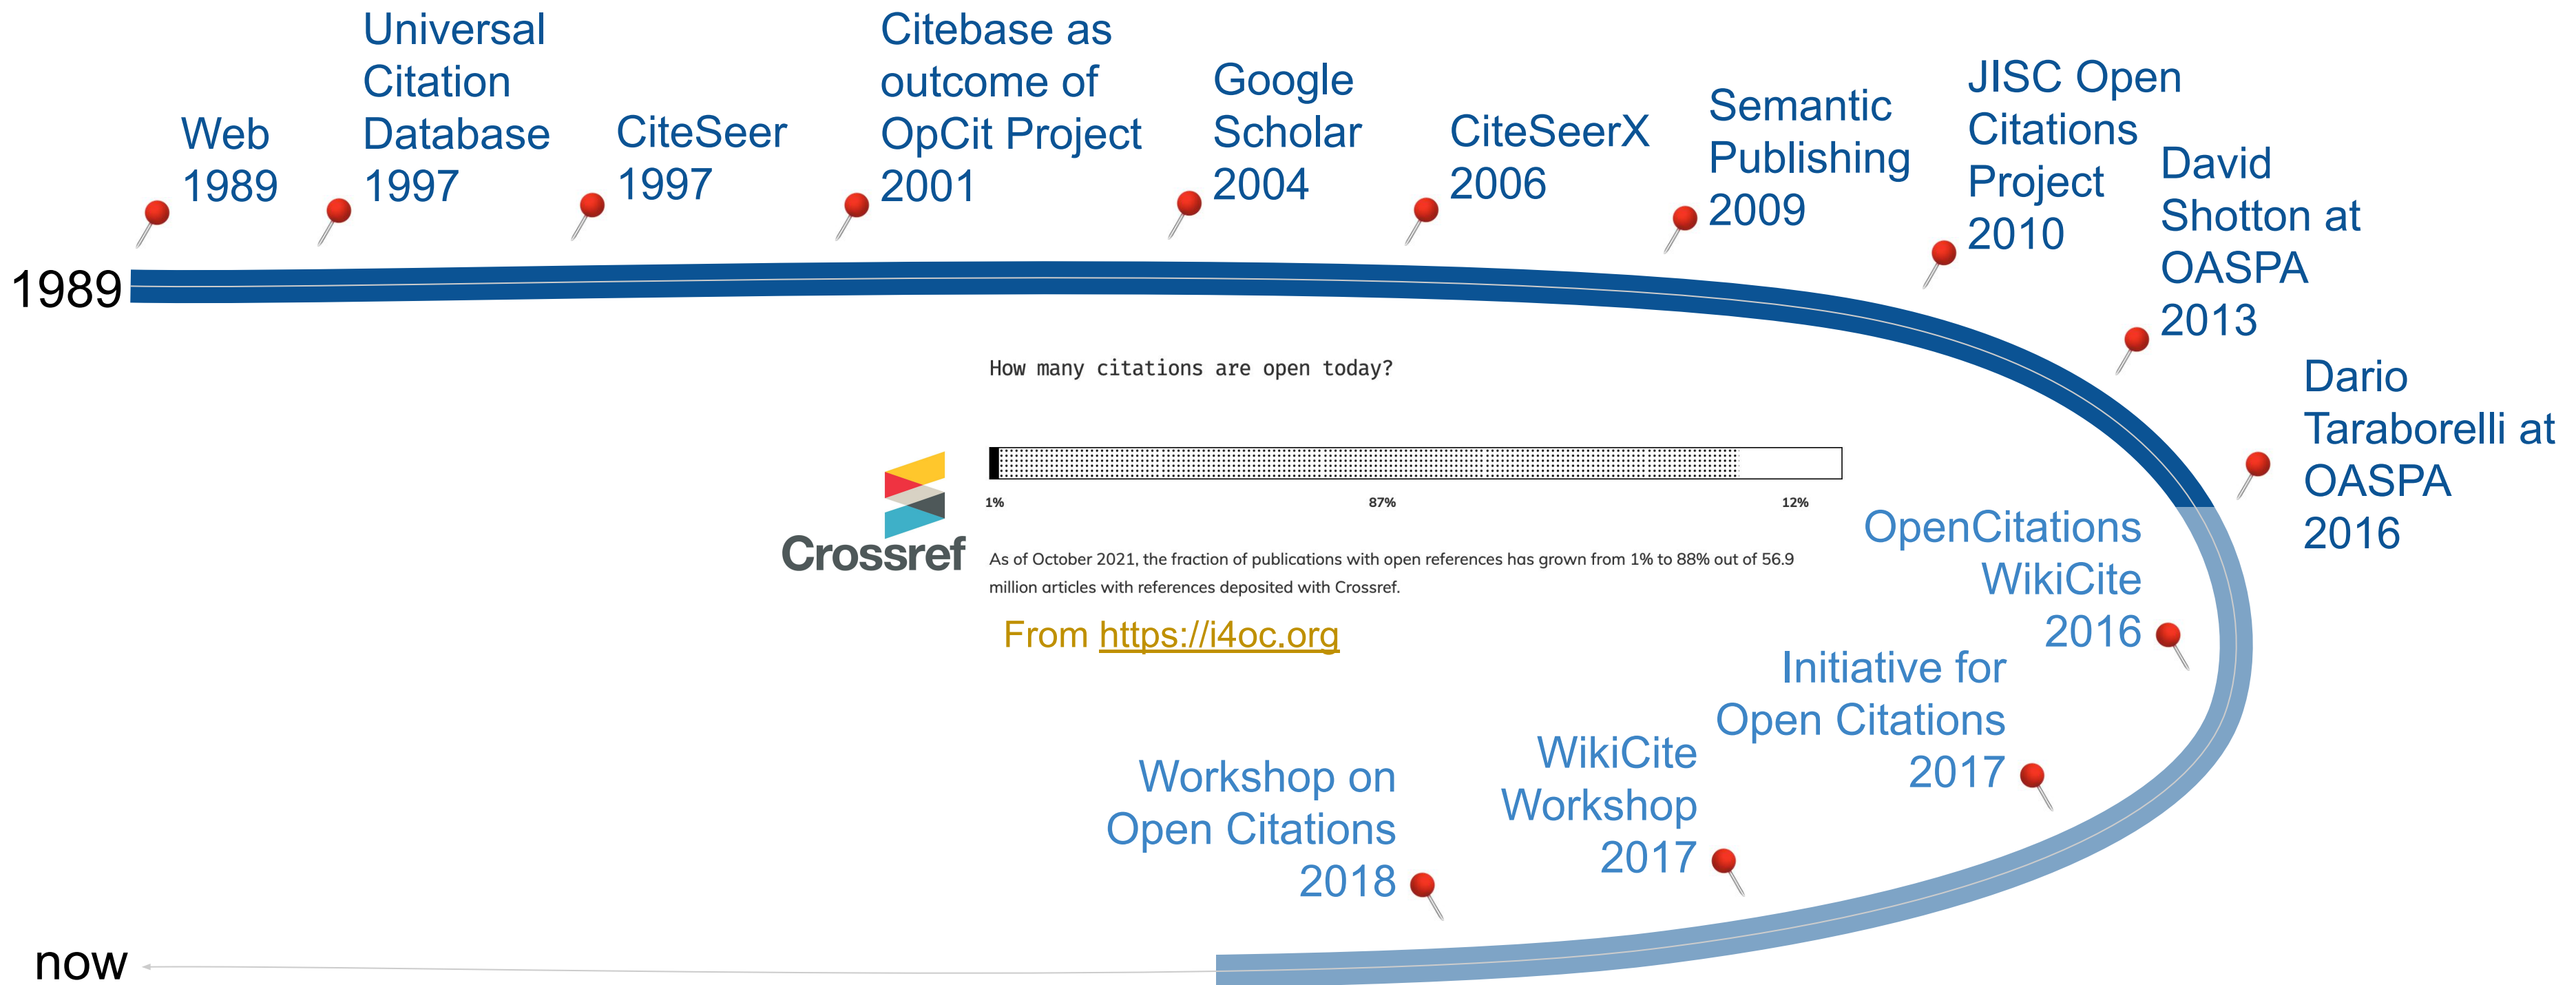 Web
1989
Universal
Citation
Database
1997
CiteSeer
1997
Citebase as
outcome of
OpCit Project
2001
Google
Scholar
2004
CiteSeerX
2006
Semantic
Publishing
2009
JISC Open
Citations
Project
2010
David
Shotton at
OASPA
2013
Dario
Taraborelli at
OASPA
2016
1989
How many citations are open today?
1% 87% 12%
Crossref
As of October 2021, the fraction of publications with open references has grown from 1% to 88% out of 56.9
million articles with references deposited with Crossref.
From https://i4oc.org
OpenCitations
WikiCite
2016
Initiative for
Open Citations
2017
WikiCite
Workshop
2017
Workshop on
Open Citations
2018
now